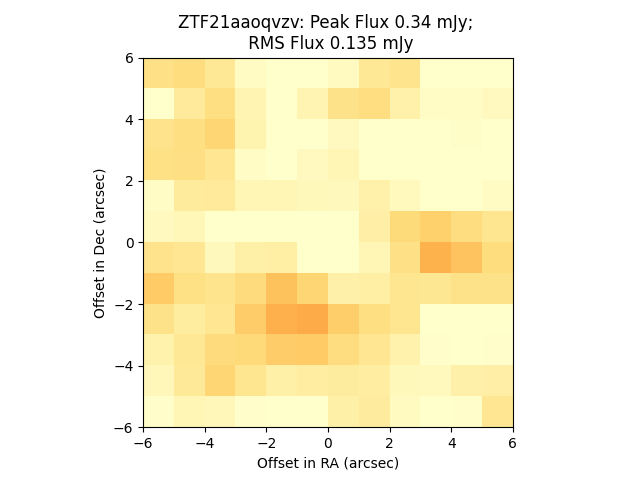 ZTF21aaoqvzv: Peak Flux 0.34 mJy;
RMS Flux 0.135 mJy
6
4
2
0
−2
−4
−6
Offset in Dec (arcsec)
−6 −4 −2 0 2 4 6
Offset in RA (arcsec)